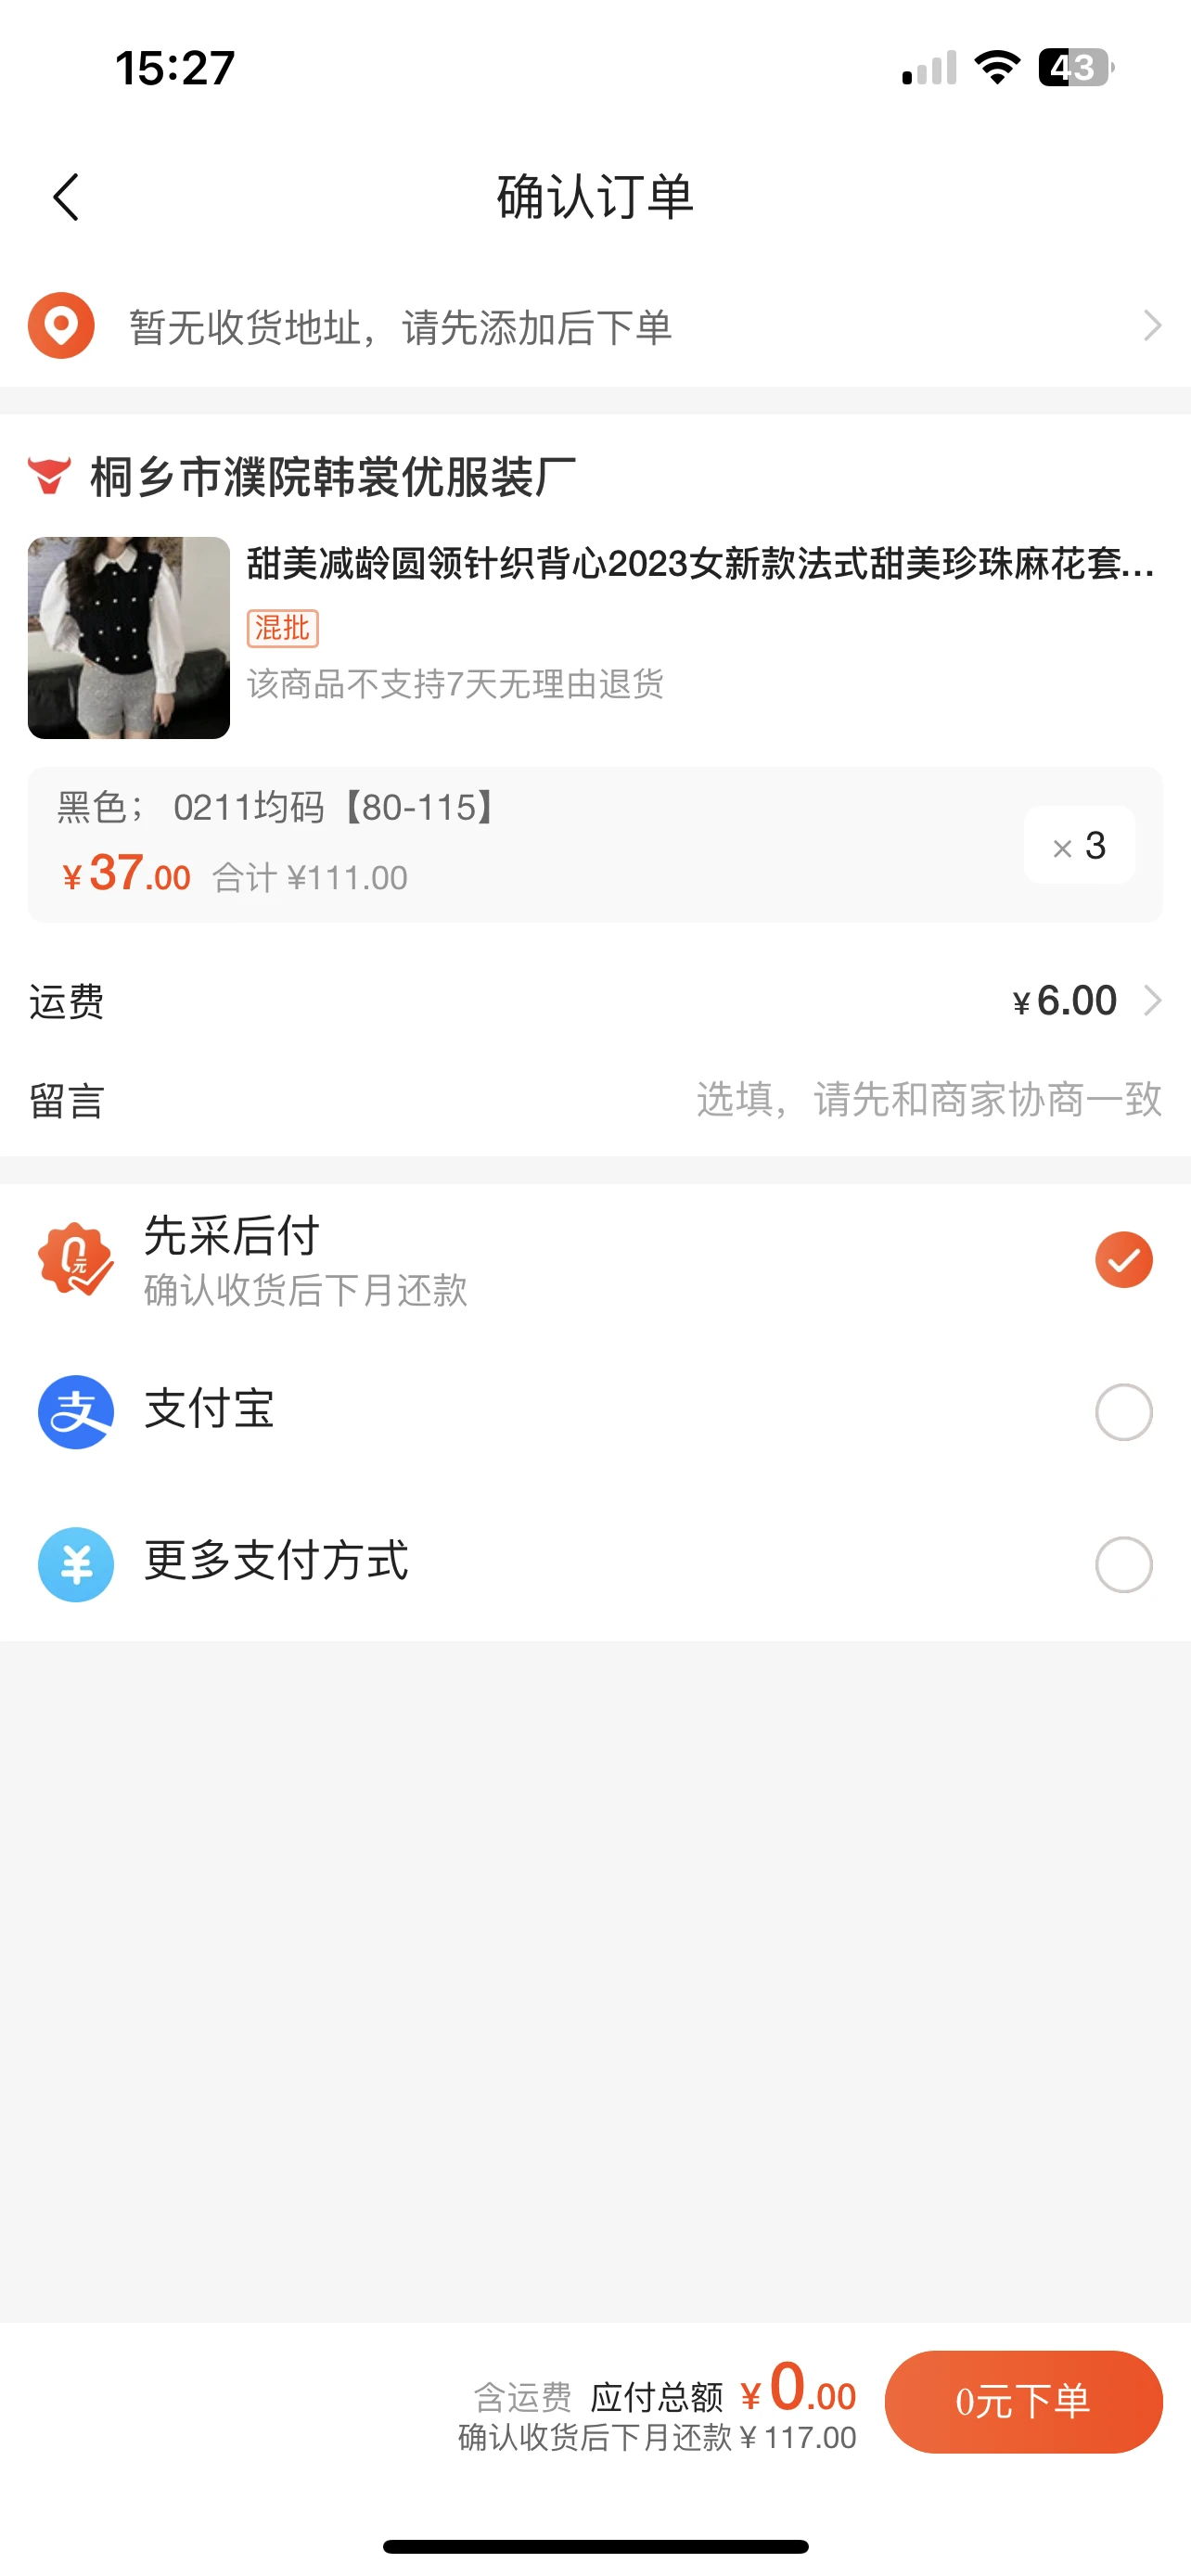 15:27
43
确认订单
暂无收货地址，请先添加后下单
桐乡市濮院韩裳优服装厂
甜美减龄圆领针织背心2023女新款法式甜美珍珠麻花套...
混批
该商品不支持7天无理由退货
黑色； 0211均码【80-115】
¥37.00 合计 ¥111.00
× 3
运费 ¥6.00
留言 选填，请先和商家协商一致
0元
先采后付
确认收货后下月还款
支 支付宝
¥ 更多支付方式
含运费 应付总额 ¥0.00
确认收货后下月还款 ¥ 117.00
0元下单